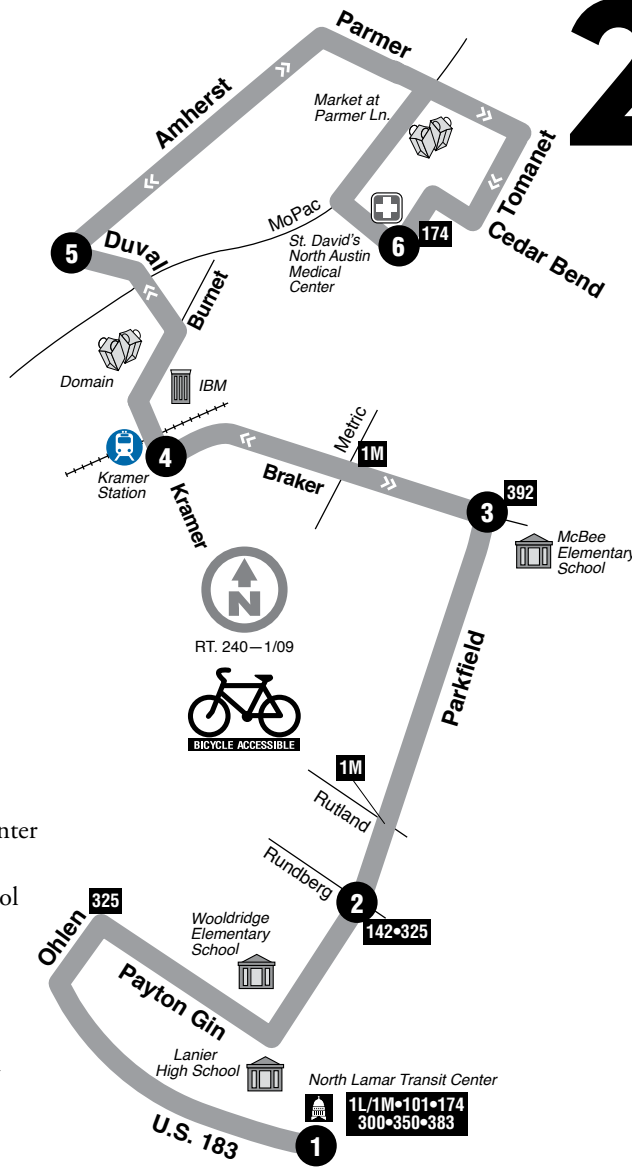 2
Parmer
Amherst
Market at
Parmer Ln.
Tomanet
MoPac
St. David's
North Austin
Medical
Center
6
174
Cedar Bend
5
Duval
Burnet
Domain
IBM
4
Kramer
Station
Kramer
Metric
1M
Braker
3
392
McBee
Elementary
School
N
RT. 240—1/09
BICYCLE ACCESSIBLE
Parkfield
1M
Rutland
Rundberg
2
142•325
325
Ohlen
Wooldridge
Elementary
School
Payton Gin
Lanier
High School
North Lamar Transit Center
1L/1M•101•174
300•350•383
U.S. 183
1
nter
ol